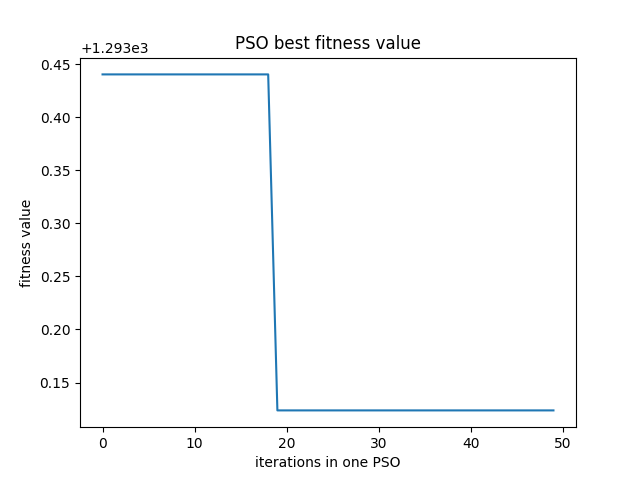 PSO best fitness value
+1.293e3
0.45
0.40
0.35
0.30
0.25
0.20
0.15
fitness value
0 10 20 30 40 50
iterations in one PSO